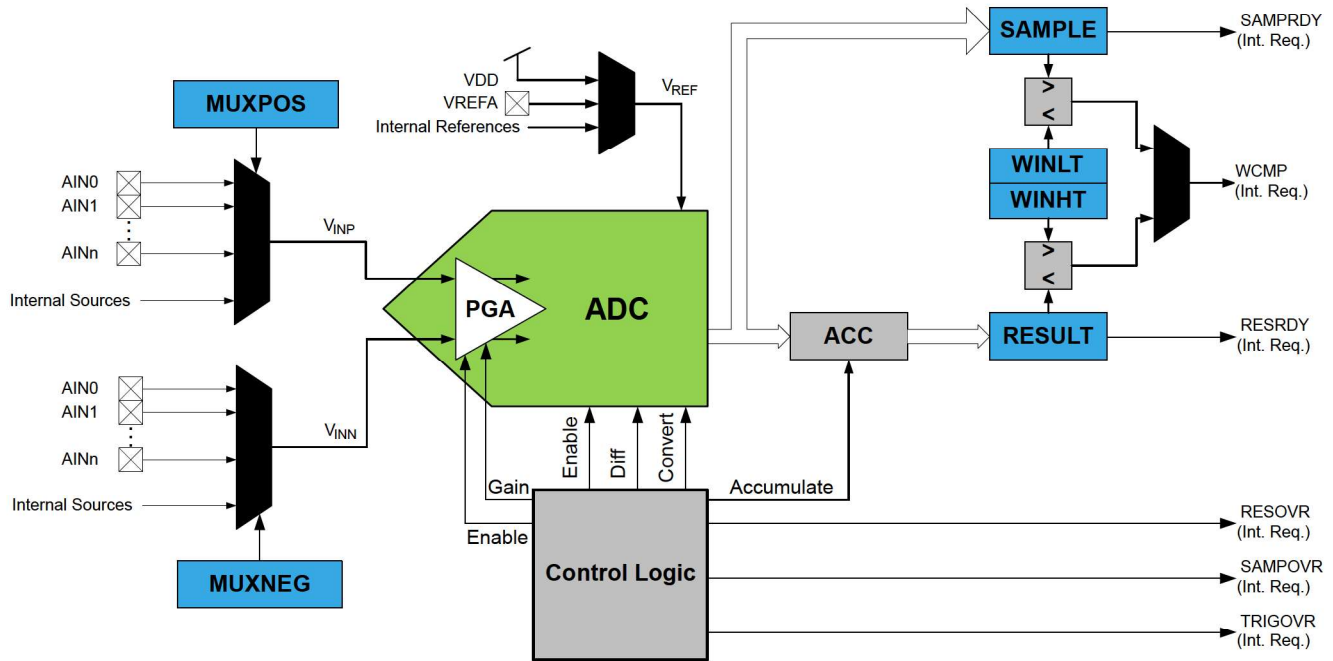 SAMPLE
SAMPRDY
(Int. Req.)
VDD
VREFA
Internal References
VREF
>
<
MUXPOS
WINLT
WINHT
WCMP
(Int. Req.)
AIN0
AIN1
AINn
Internal Sources
VINP
>
<
PGA
ADC
ACC
RESULT
RESRDY
(Int. Req.)
AIN0
AIN1
AINn
Internal Sources
VINN
Enable
Diff
Convert
Gain
Accumulate
Enable
MUXNEG
Control Logic
RESOVR
(Int. Req.)
SAMPOVR
(Int. Req.)
TRIGOVR
(Int. Req.)